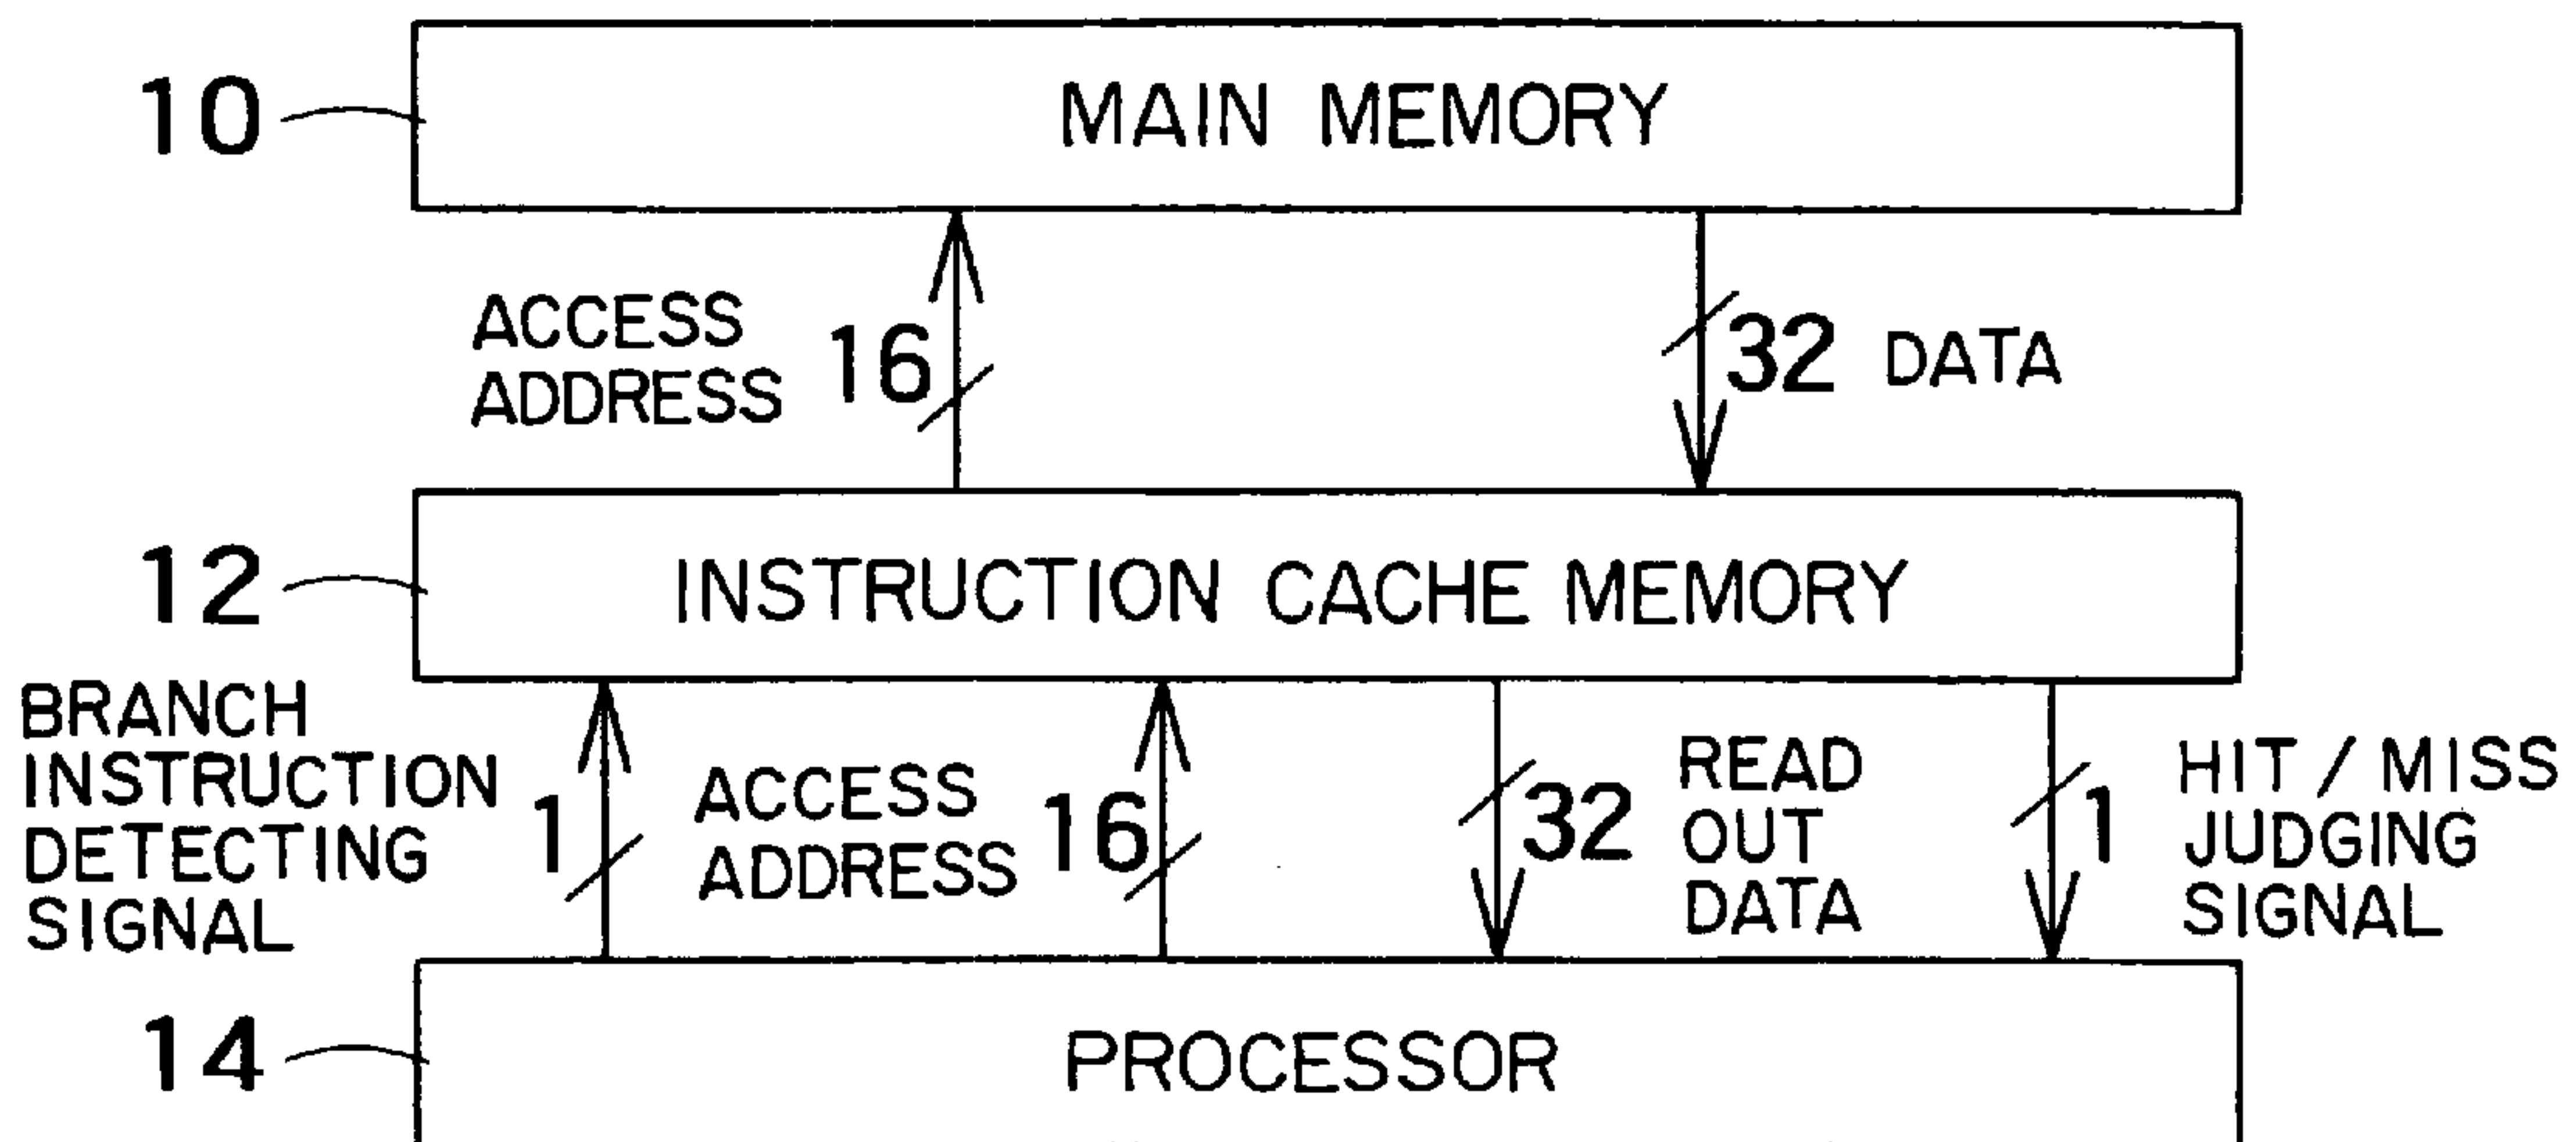 10
MAIN MEMORY
ACCESS
ADDRESS
16
32 DATA
12
INSTRUCTION CACHE MEMORY
BRANCH
INSTRUCTION
DETECTING
SIGNAL
1
ACCESS
ADDRESS
16
32
READ
OUT
DATA
1
HIT / MISS
JUDGING
SIGNAL
14
PROCESSOR